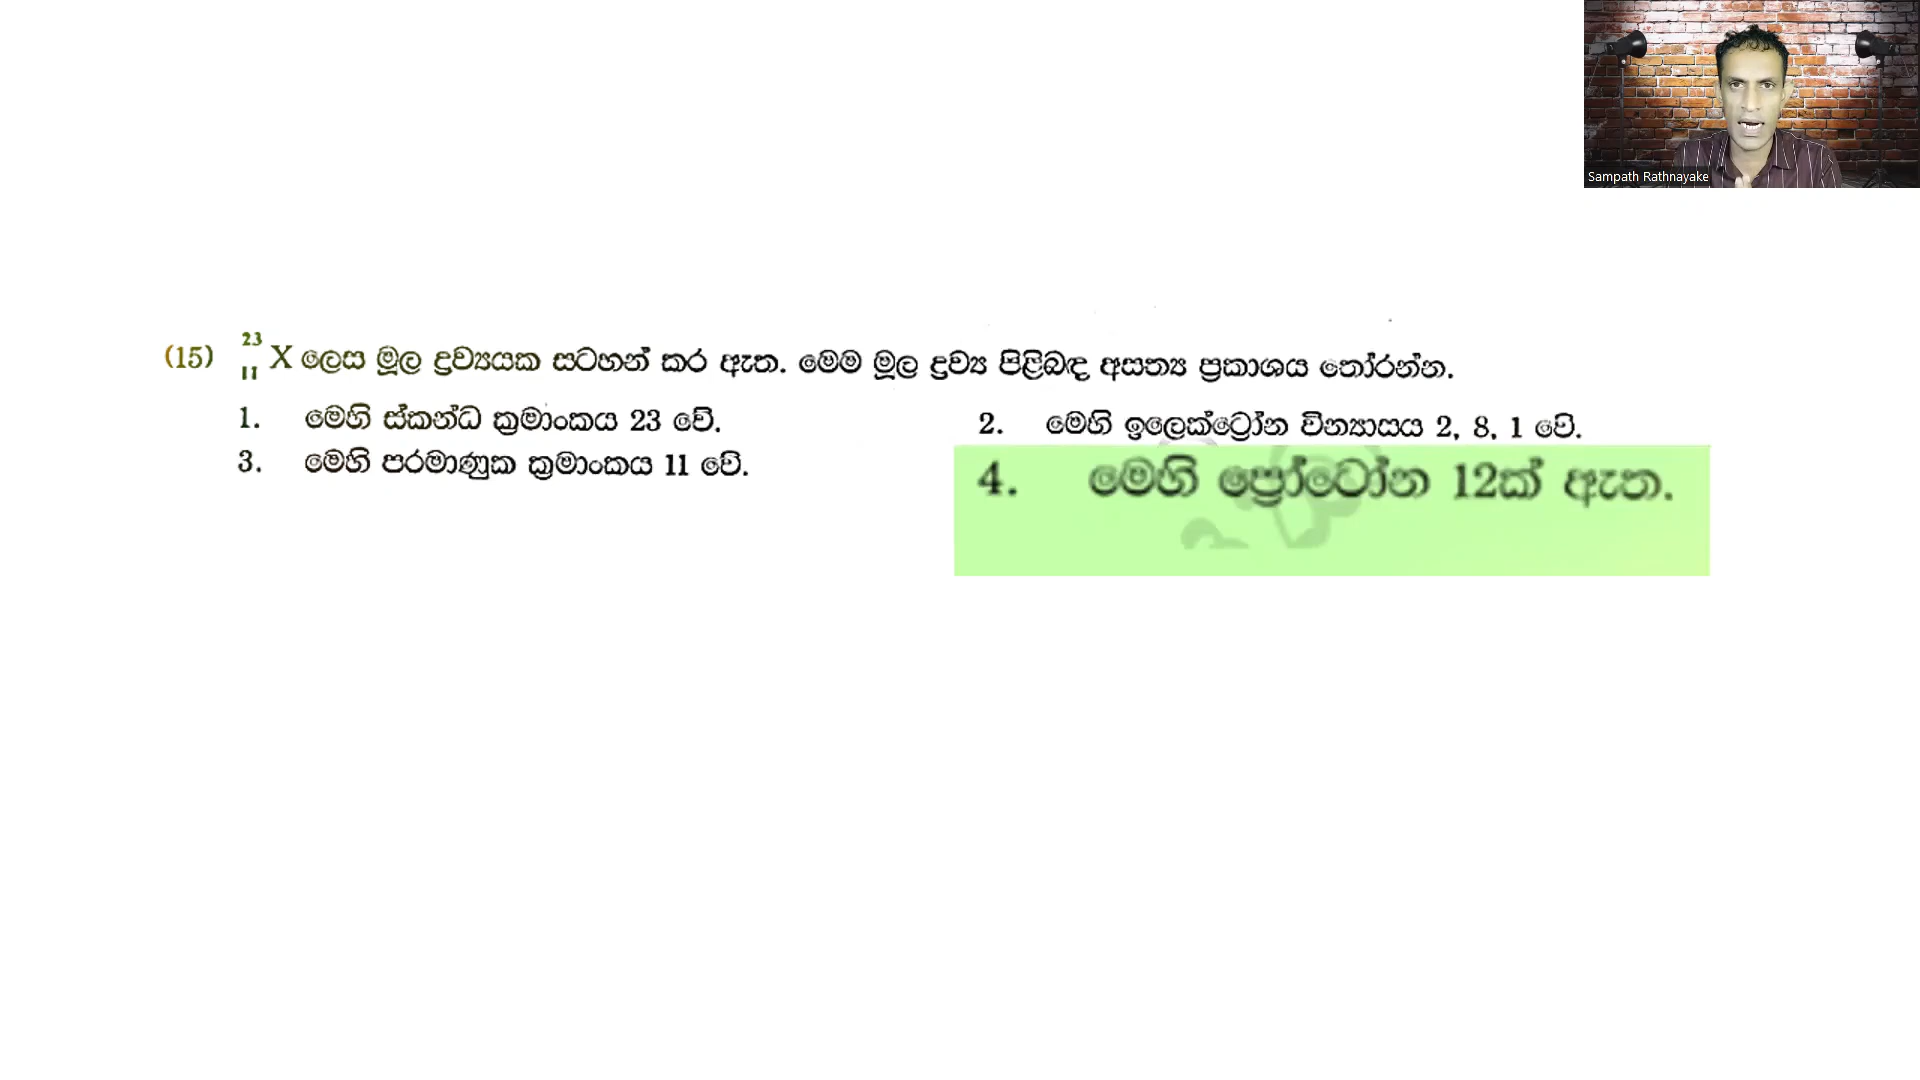 Sampath Rathnayake
(15) ²³₁₁X ලෙස මූල ද්‍රව්‍යයක සටහන් කර ඇත. මෙම මූල ද්‍රව්‍ය පිළිබඳ අසත්‍ය ප්‍රකාශය තෝරන්න.
1. මෙහි ස්කන්ධ ක්‍රමාංකය 23 වේ.
2. මෙහි ඉලෙක්ට්‍රෝන වින්‍යාසය 2, 8, 1 වේ.
3. මෙහි පරමාණුක ක්‍රමාංකය 11 වේ.
4. මෙහි ප්‍රෝටෝන 12ක් ඇත.